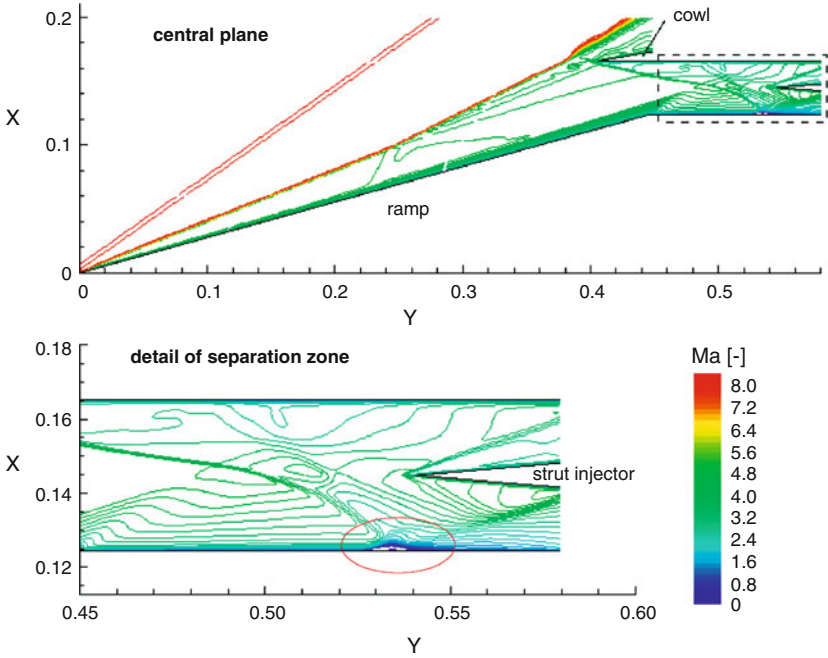 central plane
cowl
0.2
0.1
0
X
ramp
0 0.1 0.2 0.3 0.4 0.5
Y
detail of separation zone
0.18
0.16
0.14
0.12
X
strut injector
0.45 0.50 0.55 0.60
Y
Ma [-]
8.0
7.2
6.4
5.6
4.8
4.0
3.2
2.4
1.6
0.8
0